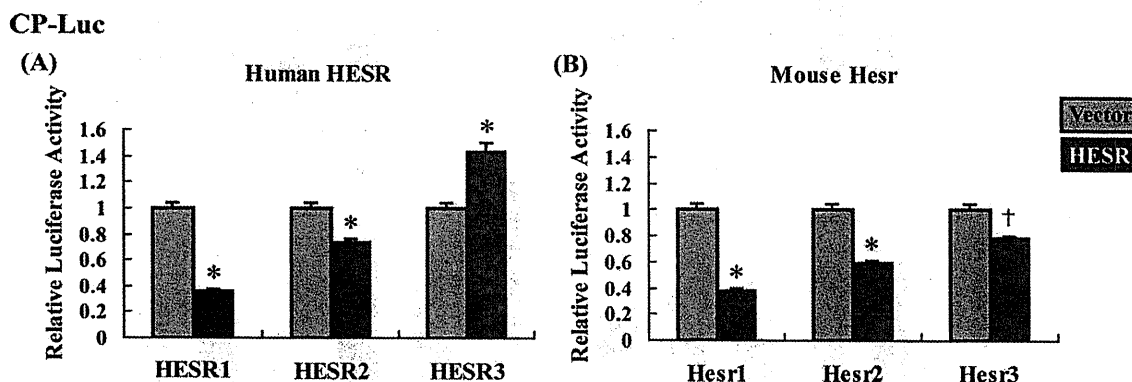 CP-Luc
(A)
Human HESR
Relative Luciferase Activity
1.6
1.4
1.2
1
0.8
0.6
0.4
0.2
0
*
*
*
HESR1 HESR2 HESR3
(B)
Mouse Hesr
Relative Luciferase Activity
1.6
1.4
1.2
1
0.8
0.6
0.4
0.2
0
*
*
†
Hesr1 Hesr2 Hesr3
Vector
HESR